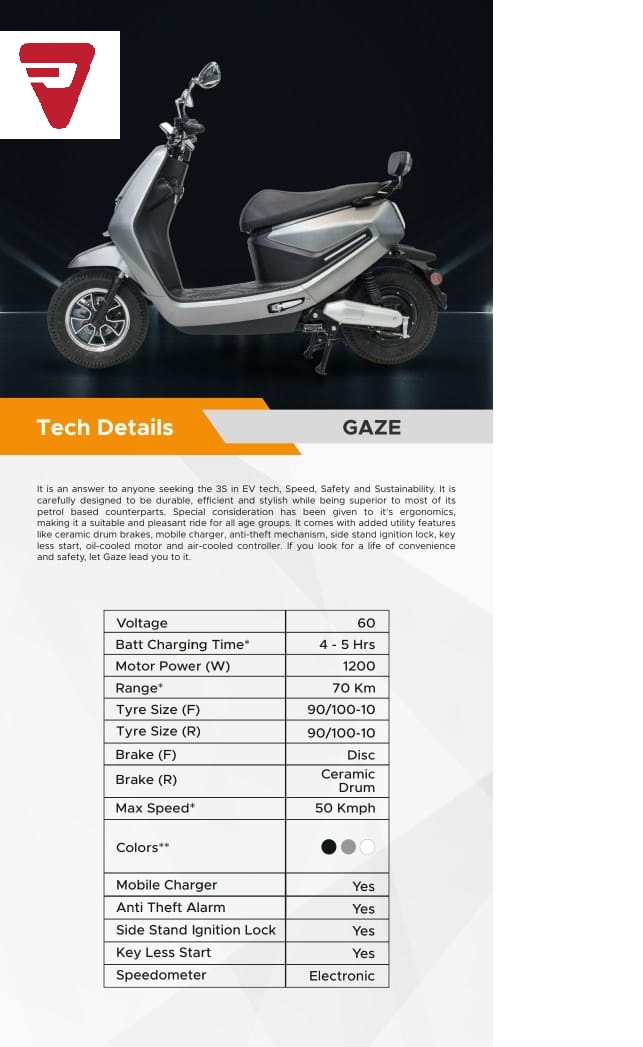 Tech Details
GAZE
It is an answer to anyone seeking the 3S in EV tech, Speed, Safety and Sustainability. It is
carefully designed to be durable, efficient and stylish while being superior to most of its
petrol based counterparts. Special consideration has been given to it's ergonomics,
making it a suitable and pleasant ride for all age groups. It comes with added utility features
like ceramic drum brakes, mobile charger, anti-theft mechanism, side stand ignition lock, key
less start, oil-cooled motor and air-cooled controller. If you look for a life of convenience
and safety, let Gaze lead you to it.
Voltage 60
Batt Charging Time* 4 - 5 Hrs
Motor Power (W) 1200
Range* 70 Km
Tyre Size (F) 90/100-10
Tyre Size (R) 90/100-10
Brake (F) Disc
Brake (R) Ceramic
Drum
Max Speed* 50 Kmph
Colors**
Mobile Charger Yes
Anti Theft Alarm Yes
Side Stand Ignition Lock Yes
Key Less Start Yes
Speedometer Electronic